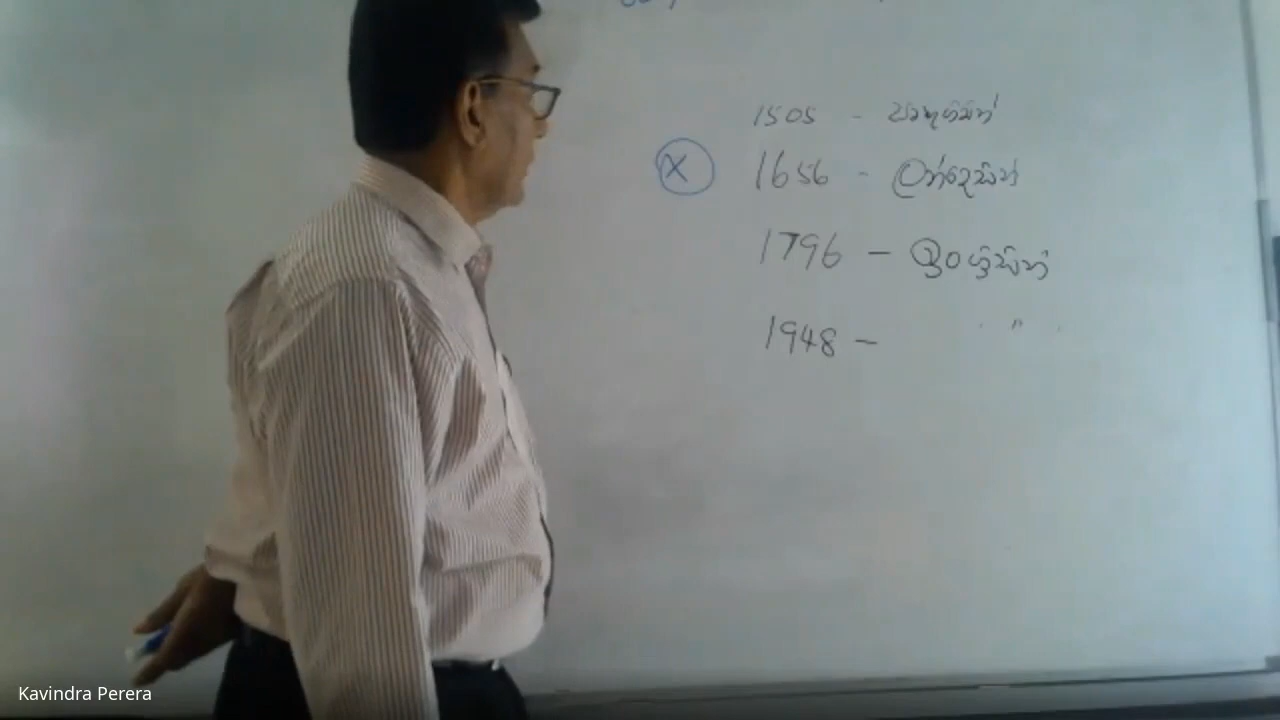 1505 - පෘතුගීසීන්
X 1656 - ලන්දේසීන්
1796 - ඉංග්‍රීසීන්
1948 - "
Kavindra Perera